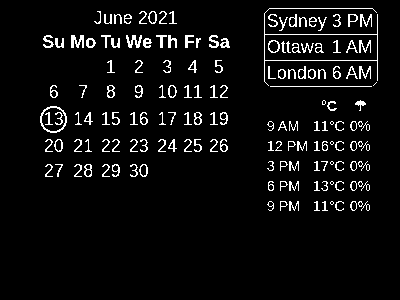 June 2021
Su Mo Tu We Th Fr Sa
1 2 3 4 5
6 7 8 9 10 11 12
13 14 15 16 17 18 19
20 21 22 23 24 25 26
27 28 29 30
Sydney 3 PM
Ottawa 1 AM
London 6 AM
°C ☂
9 AM 11°C 0%
12 PM 16°C 0%
3 PM 17°C 0%
6 PM 13°C 0%
9 PM 11°C 0%